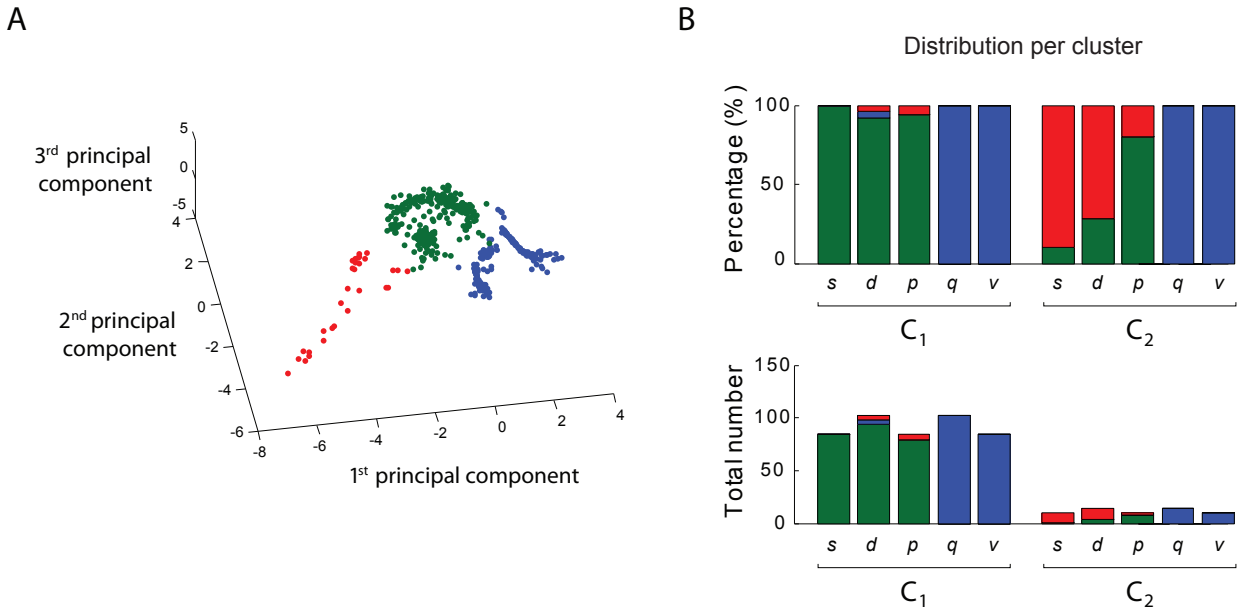 A
5
0
-5
3rd principal
component
4
2
0
-2
-4
-6
2nd principal
component
-8
-6
-4
-2
0
2
4
1st principal component
B
Distribution per cluster
Percentage (%)
100
50
0
s d p q v s d p q v
C1 C2
Total number
150
100
50
0
s d p q v s d p q v
C1 C2